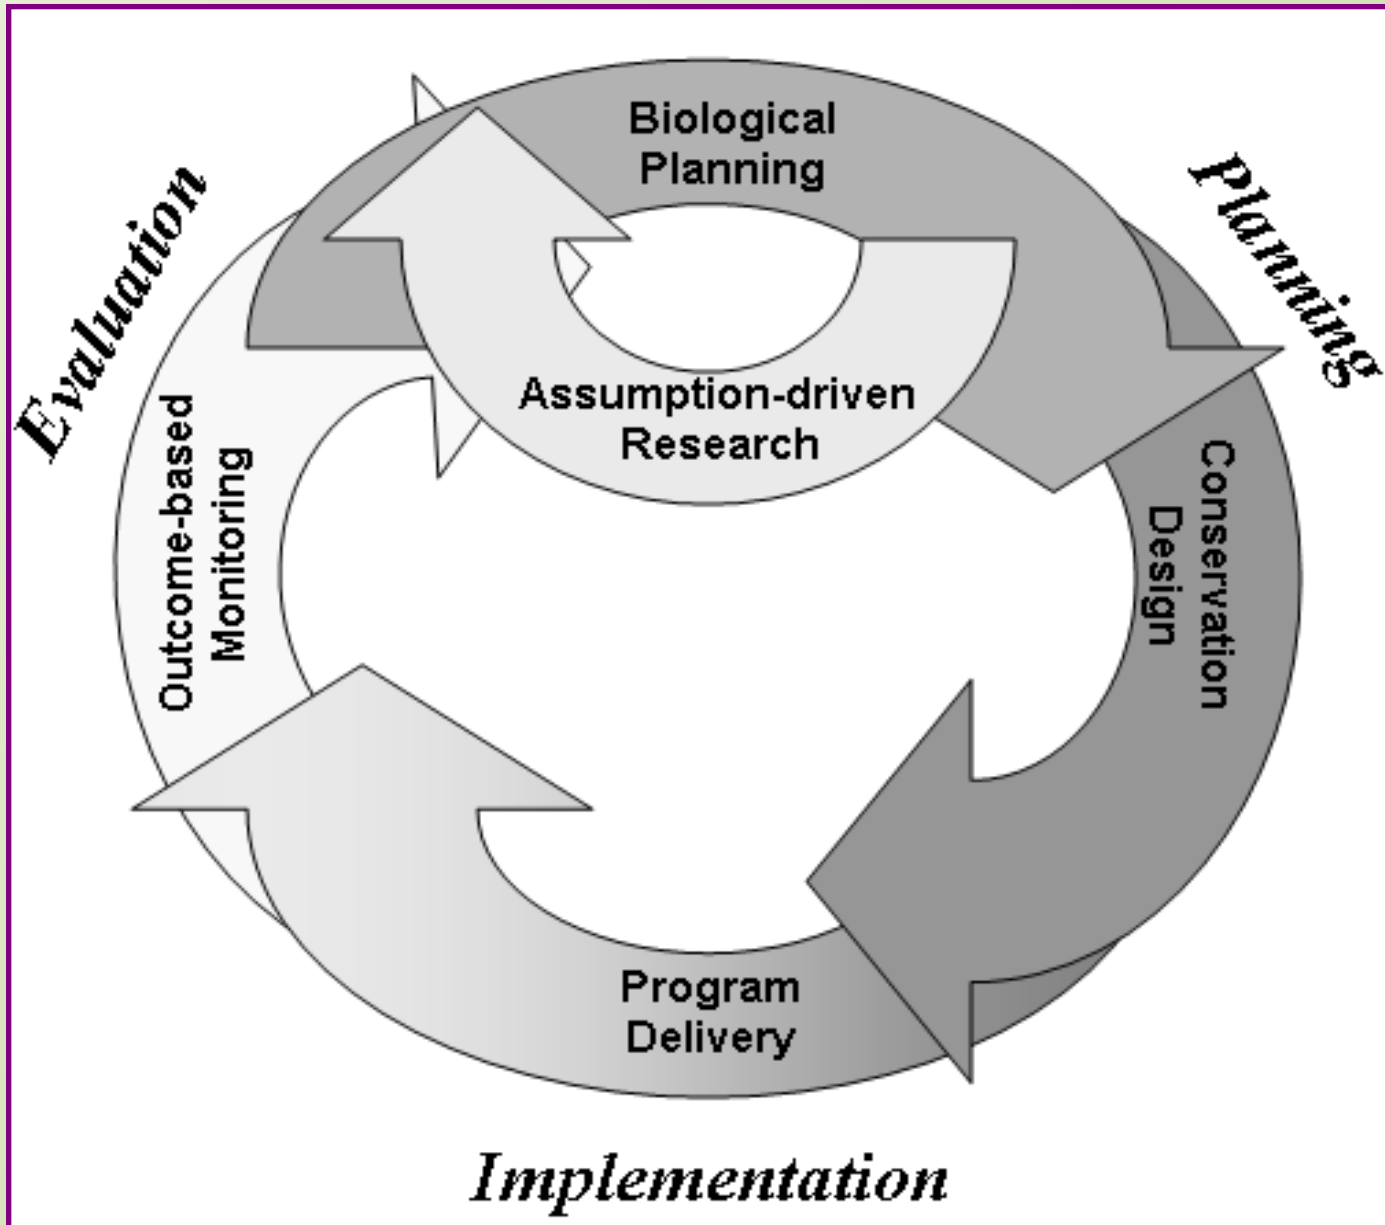 Biological
Planning
Planning
Evaluation
Assumption-driven
Research
Outcome-based
Monitoring
Conservation
Design
Program
Delivery
Implementation